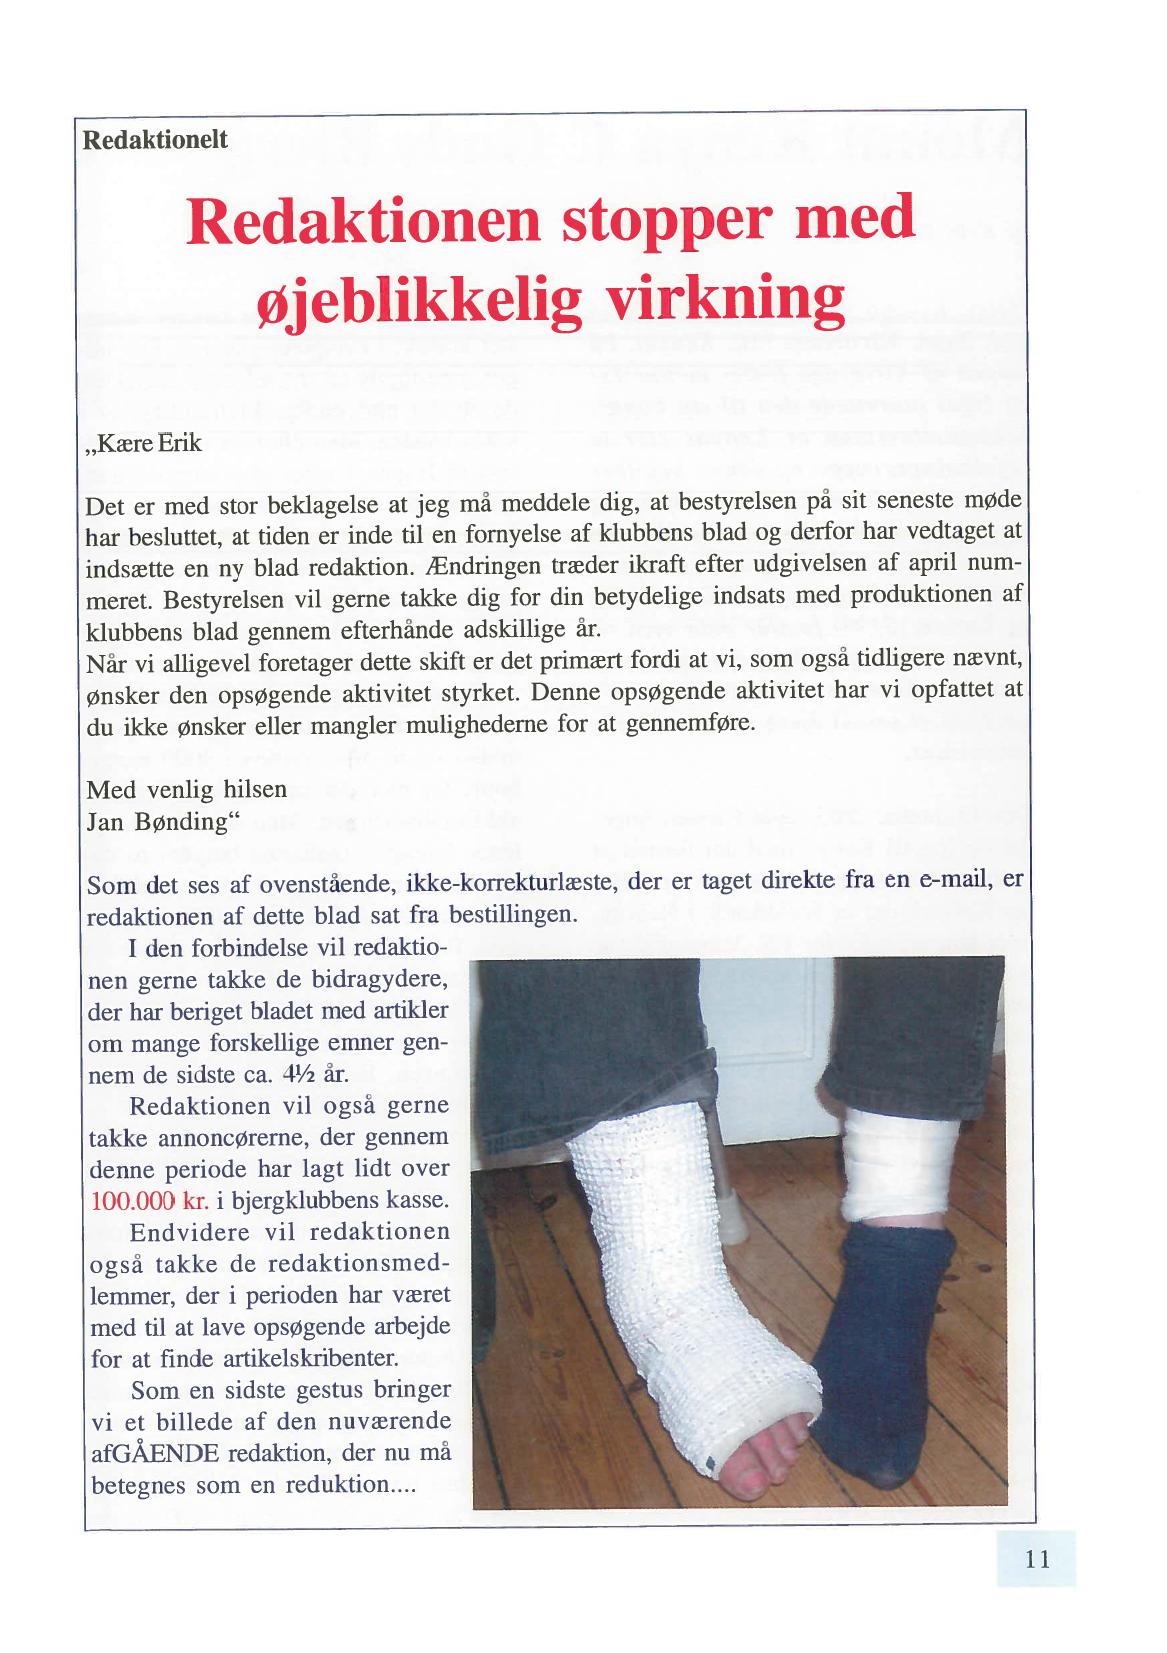 Redaktionelt
Redaktionen stopper med
øjeblikkelig virkning
„Kære Erik
Det er med stor beklagelse at jeg må meddele dig, at bestyrelsen på sit seneste møde
har besluttet, at tiden er inde til en fornyelse af klubbens blad og derfor har vedtaget at
indsætte en ny blad redaktion. Ændringen træder ikraft efter udgivelsen af april num-
meret. Bestyrelsen vil gerne takke dig for din betydelige indsats med produktionen af
klubbens blad gennem efterhånde adskillige år.
Når vi alligevel foretager dette skift er det primært fordi at vi, som også tidligere nævnt,
ønsker den opsøgende aktivitet styrket. Denne opsøgende aktivitet har vi opfattet at
du ikke ønsker eller mangler mulighederne for at gennemføre.
Med venlig hilsen
Jan Bønding“
Som det ses af ovenstående, ikke-korrekturlæste, der er taget direkte fra en e-mail, er
redaktionen af dette blad sat fra bestillingen.
I den forbindelse vil redaktio-
nen gerne takke de bidragydere,
der har beriget bladet med artikler
om mange forskellige emner gen-
nem de sidste ca. 4½ år.
Redaktionen vil også gerne
takke annoncørerne, der gennem
denne periode har lagt lidt over
100.000 kr. i bjergklubbens kasse.
Endvidere vil redaktionen
også takke de redaktionsmed-
lemmer, der i perioden har været
med til at lave opsøgende arbejde
for at finde artikelskribenter.
Som en sidste gestus bringer
vi et billede af den nuværende
afGÅENDE redaktion, der nu må
betegnes som en reduktion....
11